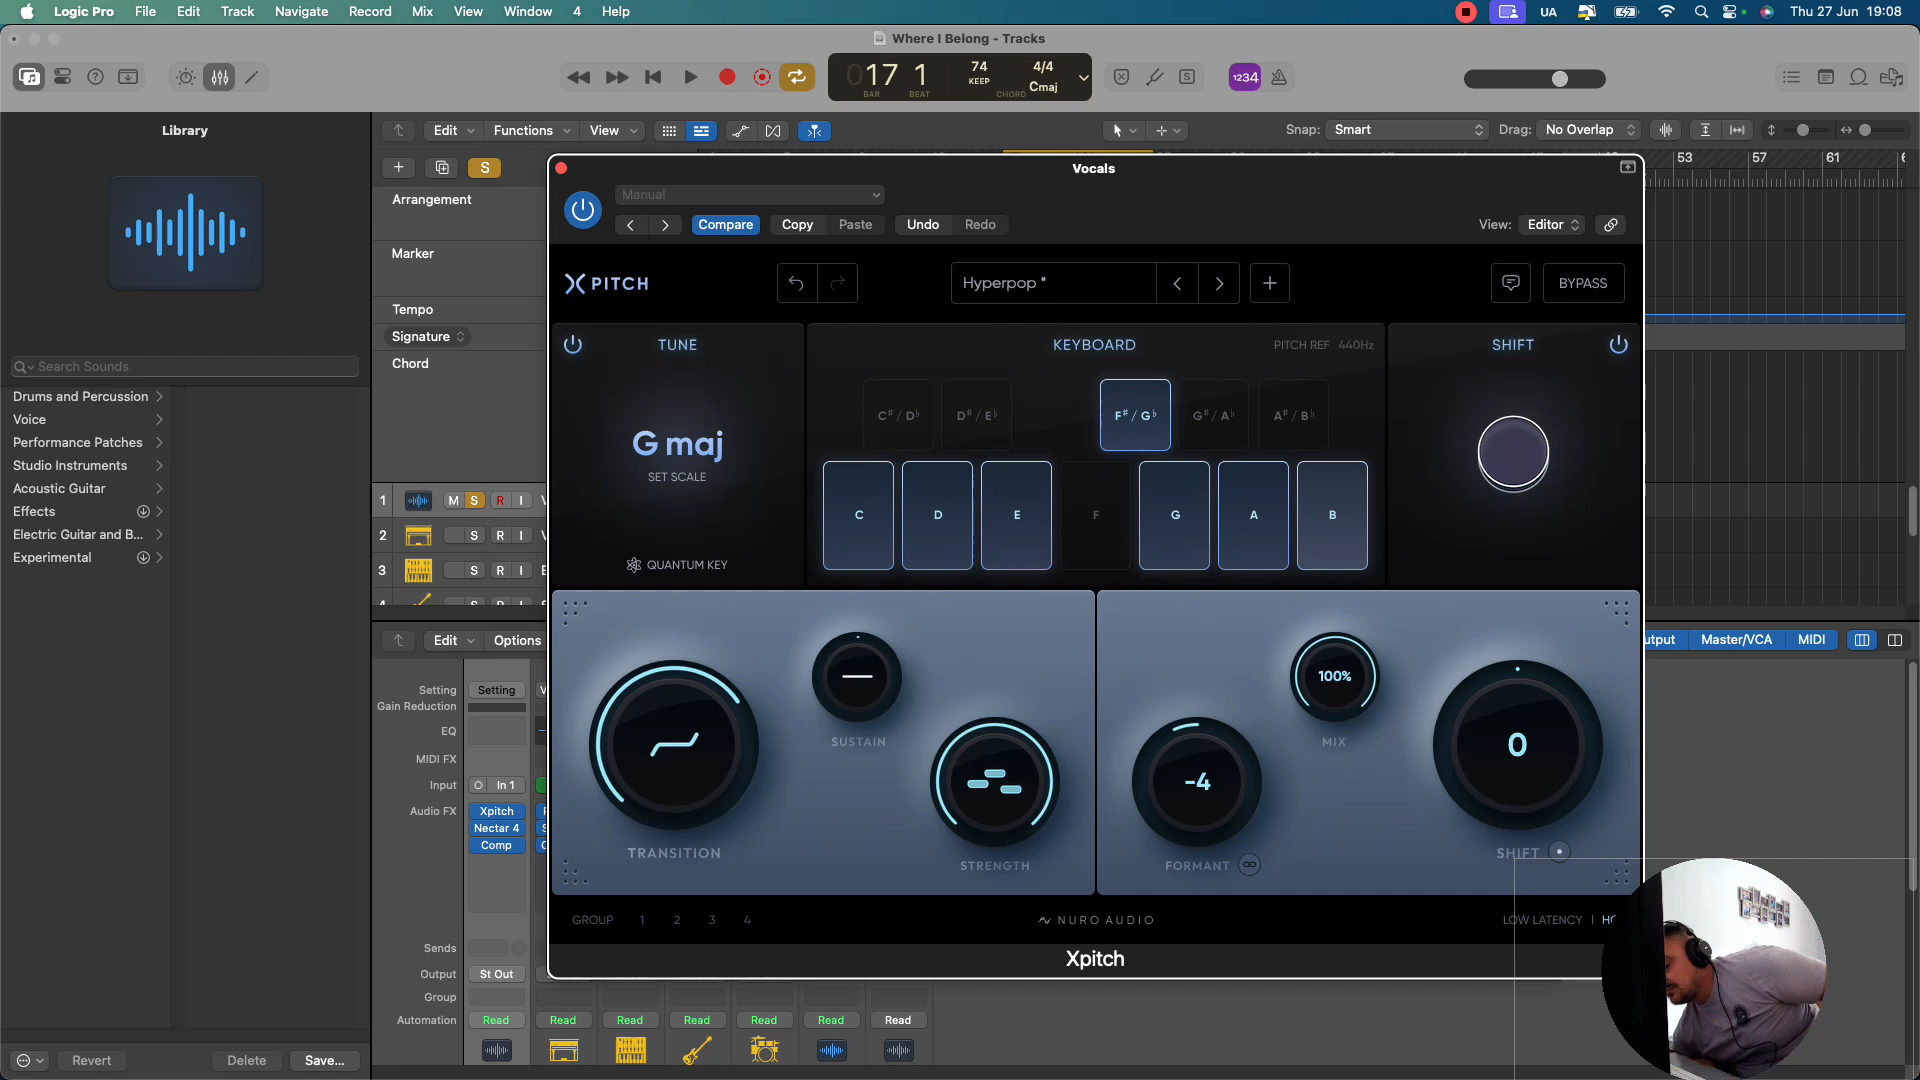 Logic Pro File Edit Track Navigate Record Mix View Window 4 Help
UA Thu 27 Jun 19:08
Where I Belong - Tracks
017 1 74 4/4
KEEP Cmaj
BAR BEAT CHORD
1234
Library
Edit Functions View
Snap: Smart Drag: No Overlap
S
53 57 61
Arrangement
Marker
Tempo
Signature
Chord
Search Sounds
Drums and Percussion
Voice
Performance Patches
Studio Instruments
Acoustic Guitar
Effects
Electric Guitar and B...
Experimental
1 M S R I
2 S R I
3 S R I
4 S R I
Vocals
Manual
Compare Copy Paste Undo Redo
View: Editor
PITCH
Hyperpop *
BYPASS
TUNE
G maj
SET SCALE
QUANTUM KEY
KEYBOARD
PITCH REF 440Hz
C♯ / D♭ D♯ / E♭ F♯ / G♭ G♯ / A♭ A♯ / B♭
C D E F G A B
SHIFT
TRANSITION
SUSTAIN
STRENGTH
100%
MIX
-4
FORMANT
0
SHIFT
GROUP 1 2 3 4
NURO AUDIO
LOW LATENCY
Xpitch
Edit Options
Master/VCA MIDI
Setting Setting
Gain Reduction
EQ
MIDI FX
Input In 1
Audio FX Xpitch
Nectar 4
Comp
Sends
Output St Out
Group
Automation Read Read Read Read Read Read Read
Revert Delete Save...